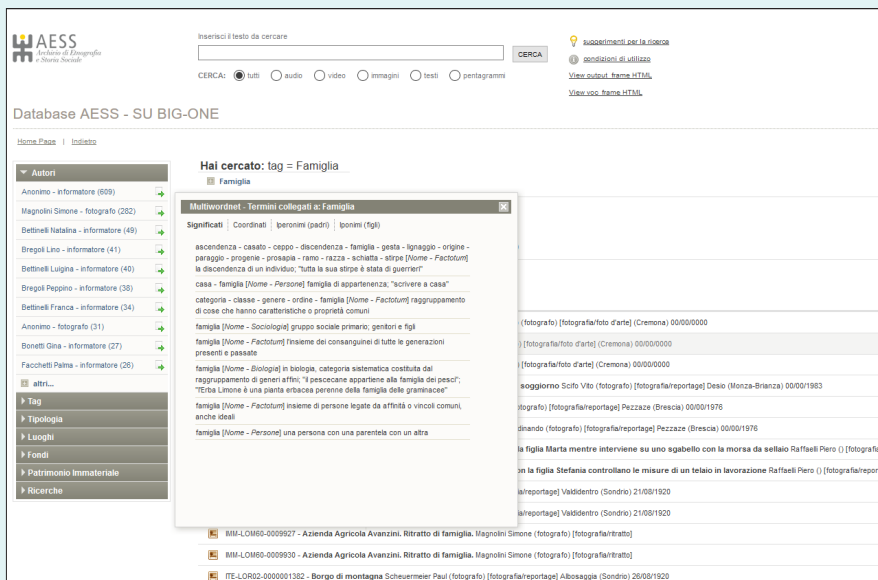 AESS
Archivio di Etnografia
e Storia Sociale
Inserisci il testo da cercare
CERCA
CERCA: tutti audio video immagini testi pentagrammi
suggerimenti per la ricerca
condizioni di utilizzo
View output frame HTML
View voc frame HTML
Database AESS - SU BIG-ONE
Home Page | Indietro
Autori
Anonimo - informatore (609)
Magnolini Simone - fotografo (282)
Bettinelli Natalina - informatore (49)
Bregoli Lino - informatore (41)
Bettinelli Luigina - informatore (40)
Bregoli Peppino - informatore (38)
Bettinelli Franca - informatore (34)
Anonimo - fotografo (31)
Bonetti Gina - informatore (27)
Facchetti Palma - informatore (26)
altri...
Tag
Tipologia
Luoghi
Fondi
Patrimonio Immateriale
Ricerche
Hai cercato: tag = Famiglia
Famiglia
Multiwordnet - Termini collegati a: Famiglia
Significati Coordinati Iperonimi (padri) Iponimi (figli)
ascendenza - casato - ceppo - discendenza - famiglia - gesta - lignaggio - origine -
paraggio - progenie - prosapia - ramo - razza - schiatta - stirpe [Nome - Factotum]
la discendenza di un individuo; "tutta la sua stirpe è stata di guerrieri"
casa - famiglia [Nome - Persone] famiglia di appartenenza; "scrivere a casa"
categoria - classe - genere - ordine - famiglia [Nome - Factotum] raggruppamento
di cose che hanno caratteristiche o proprietà comuni
famiglia [Nome - Sociologia] gruppo sociale primario; genitori e figli
famiglia [Nome - Factotum] l'insieme dei consanguinei di tutte le generazioni
presenti e passate
famiglia [Nome - Biologia] in biologia, categoria sistematica costituita dal
raggruppamento di generi affini; "il pescecane appartiene alla famiglia dei pesci";
"l'Erba Limone è una pianta erbacea perenne della famiglia delle graminacee"
famiglia [Nome - Factotum] insieme di persone legate da affinità o vincoli comuni,
anche ideali
famiglia [Nome - Persone] una persona con una parentela con un altra
(fotografo) [fotografia/foto d'arte] (Cremona) 00/00/0000
) [fotografia/foto d'arte] (Cremona) 00/00/0000
[fotografia/foto d'arte] (Cremona) 00/00/0000
soggiorno Scifo Vito (fotografo) [fotografia/reportage] Desio (Monza-Brianza) 00/00/1983
tografo) [fotografia/reportage] Pezzaze (Brescia) 00/00/1976
dinando (fotografo) [fotografia/reportage] Pezzaze (Brescia) 00/00/1976
la figlia Marta mentre interviene su uno sgabello con la morsa da sellaio Raffaelli Piero () [fotografia
n la figlia Stefania controllano le misure di un telaio in lavorazione Raffaelli Piero () [fotografia/repor
ia/reportage] Valdidentro (Sondrio) 21/08/1920
ia/reportage] Valdidentro (Sondrio) 21/08/1920
IMM-LOM60-0009927 - Azienda Agricola Avanzini. Ritratto di famiglia. Magnolini Simone (fotografo) [fotografia/ritratto]
IMM-LOM60-0009930 - Azienda Agricola Avanzini. Ritratto di famiglia. Magnolini Simone (fotografo) [fotografia/ritratto]
ITE-LOR02-0000001382 - Borgo di montagna Scheuermeier Paul (fotografo) [fotografia/reportage] Albosaggia (Sondrio) 26/08/1920